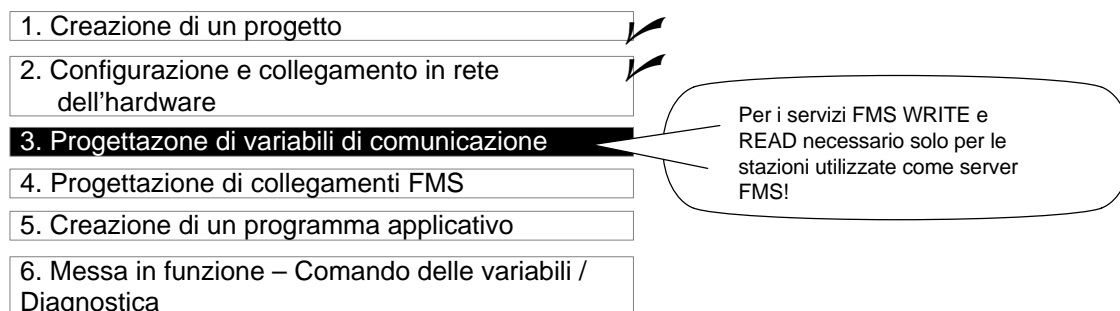 1. Creazione di un progetto
2. Configurazione e collegamento in rete
dell'hardware
3. Progettazone di variabili di comunicazione
4. Progettazione di collegamenti FMS
5. Creazione di un programma applicativo
6. Messa in funzione – Comando delle variabili /
Diagnostica
Per i servizi FMS WRITE e
READ necessario solo per le
stazioni utilizzate come server
FMS!